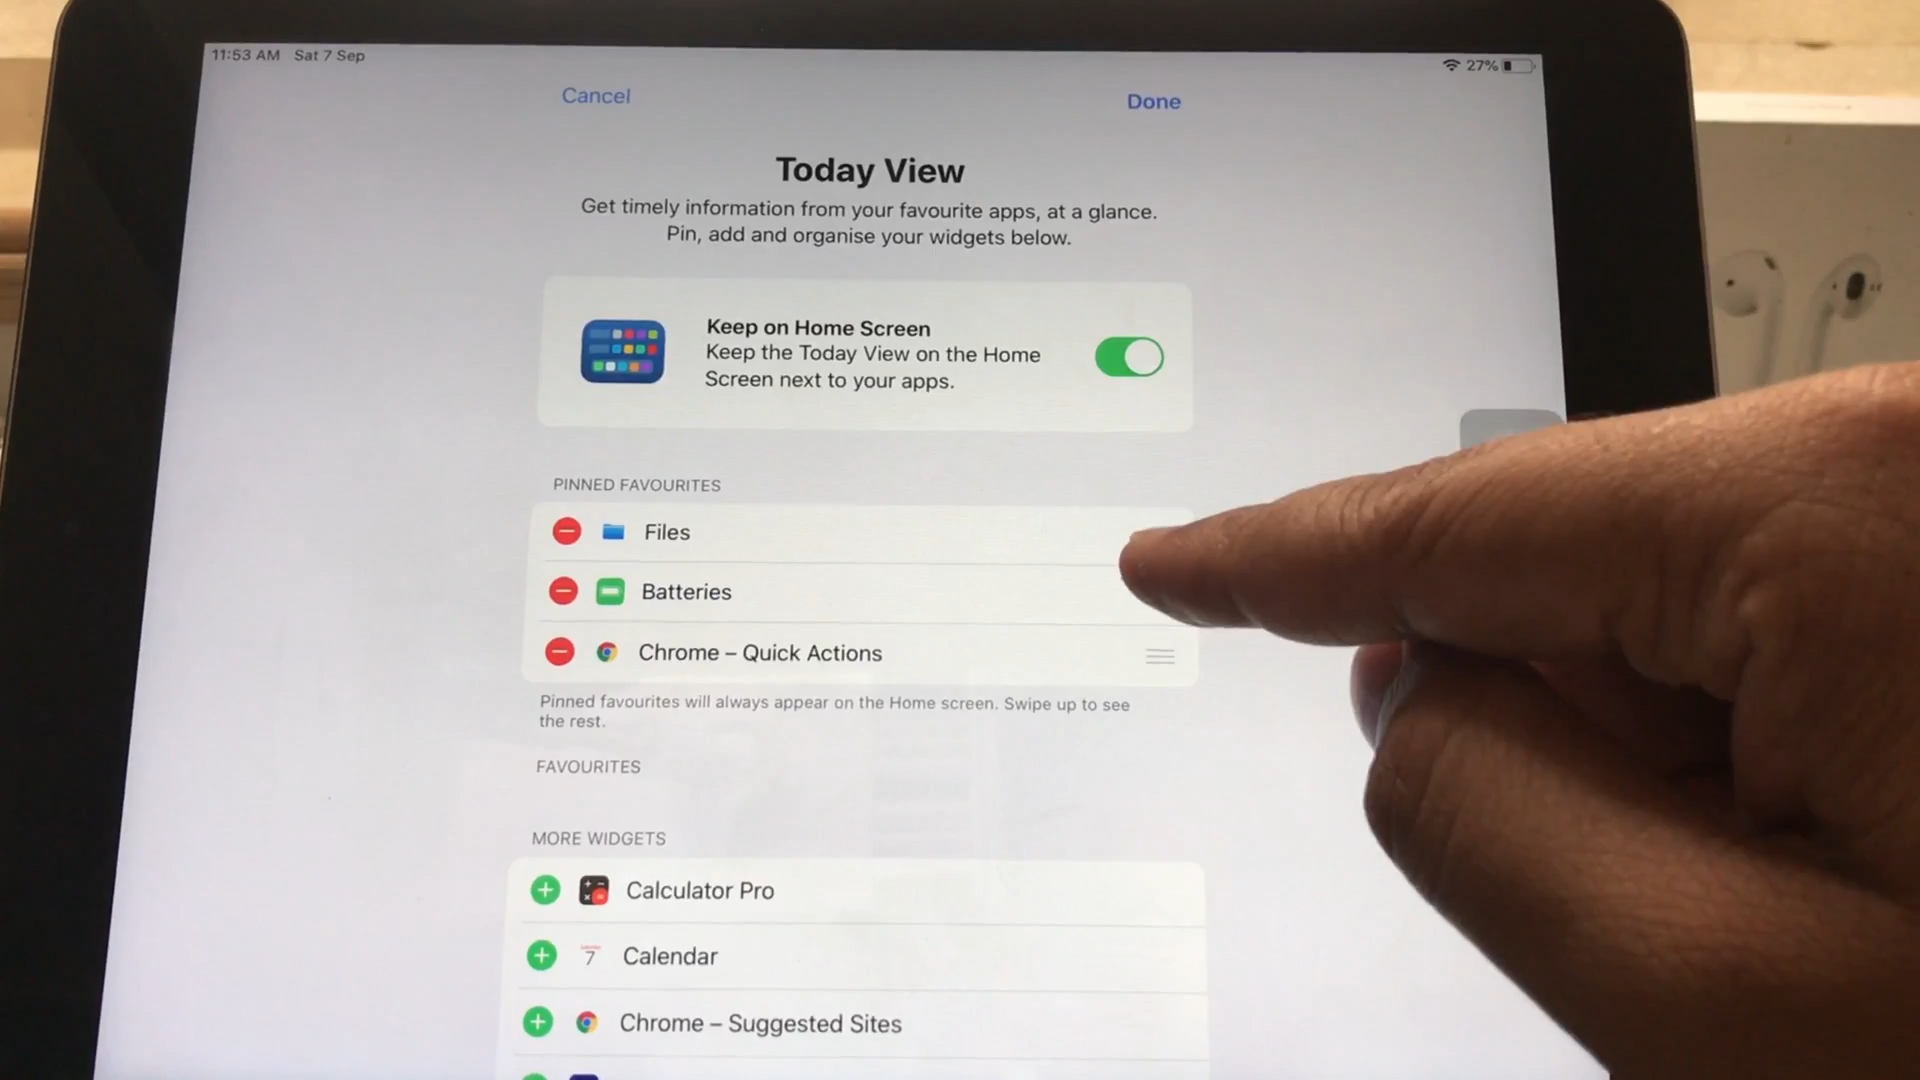 11:53 AM Sat 7 Sep
27%
Cancel
Done
Today View
Get timely information from your favourite apps, at a glance.
Pin, add and organise your widgets below.
Keep on Home Screen
Keep the Today View on the Home
Screen next to your apps.
PINNED FAVOURITES
Files
Batteries
Chrome – Quick Actions
Pinned favourites will always appear on the Home screen. Swipe up to see
the rest.
FAVOURITES
MORE WIDGETS
Calculator Pro
7
Calendar
Chrome – Suggested Sites